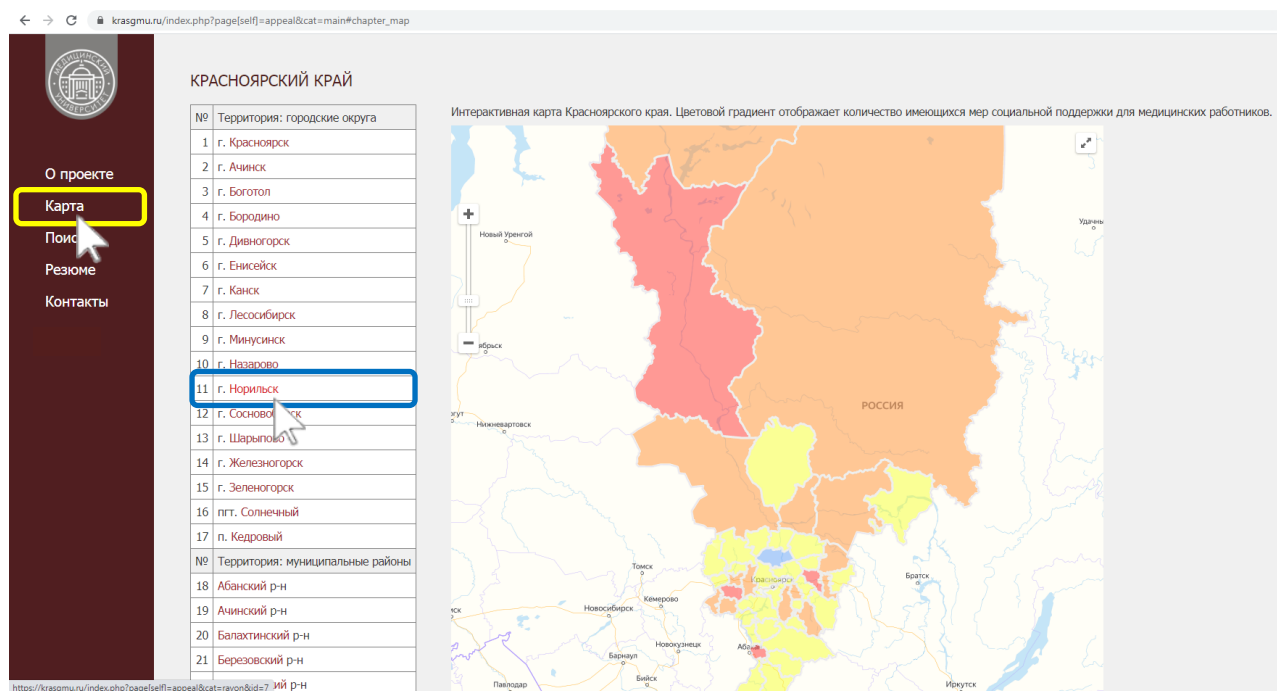 krasgmu.ru/index.php?page[self]=appeal&cat=main#chapter_map
МЕДИЦИНСКИЙ
УНИВЕРСИТЕТ
О проекте
Карта
Резюме
Контакты
КРАСНОЯРСКИЙ КРАЙ
№ Территория: городские округа
1 г. Красноярск
2 г. Ачинск
3 г. Боготол
4 г. Бородино
5 г. Дивногорск
6 г. Енисейск
7 г. Канск
8 г. Лесосибирск
9 г. Минусинск
10 г. Назарово
11 г. Норильск
12 г.
13 г. Шарыпово
14 г. Железногорск
15 г. Зеленогорск
16 пгт. Солнечный
17 п. Кедровый
№ Территория: муниципальные районы
18 Абанский р-н
19 Ачинский р-н
20 Балахтинский р-н
21 Березовский р-н
р-н
Интерактивная карта Красноярского края. Цветовой градиент отображает количество имеющихся мер социальной поддержки для медицинских работников.
Новый Уренгой
Нижневартовск
РОССИЯ
Томск
Красноярск
Братск
Кемерово
Новосибирск
Новокузнецк
Барнаул
Бийск
Павлодар
Иркутск
https://krasgmu.ru/index.php?page[self]=appeal&cat=rayon&id=7